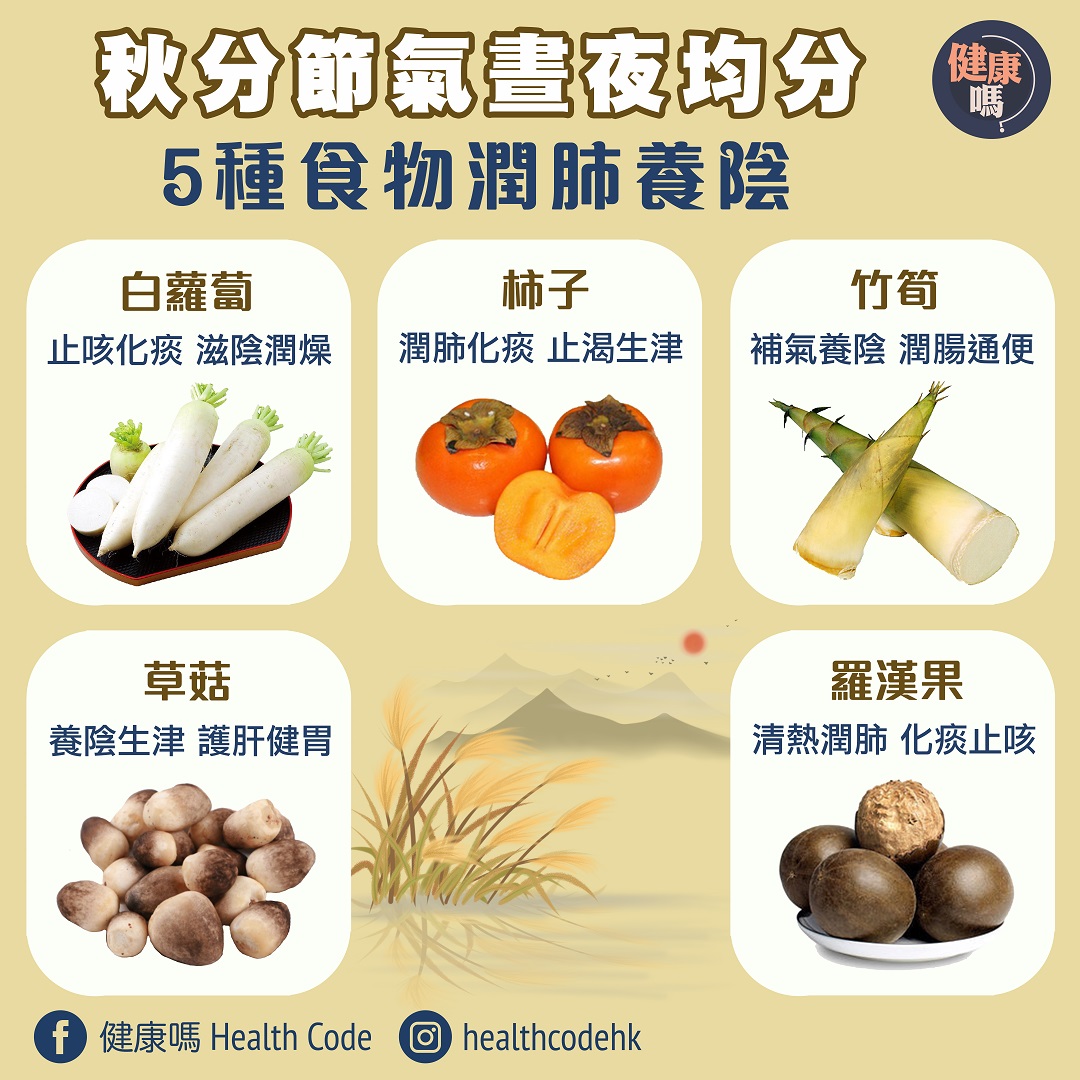 秋分節氣晝夜均分
健康嗎?
5種食物潤肺養陰
白蘿蔔
止咳化痰 滋陰潤燥
柿子
潤肺化痰 止渴生津
竹筍
補氣養陰 潤腸通便
草菇
養陰生津 護肝健胃
羅漢果
清熱潤肺 化痰止咳
健康嗎 Health Code
healthcodehk